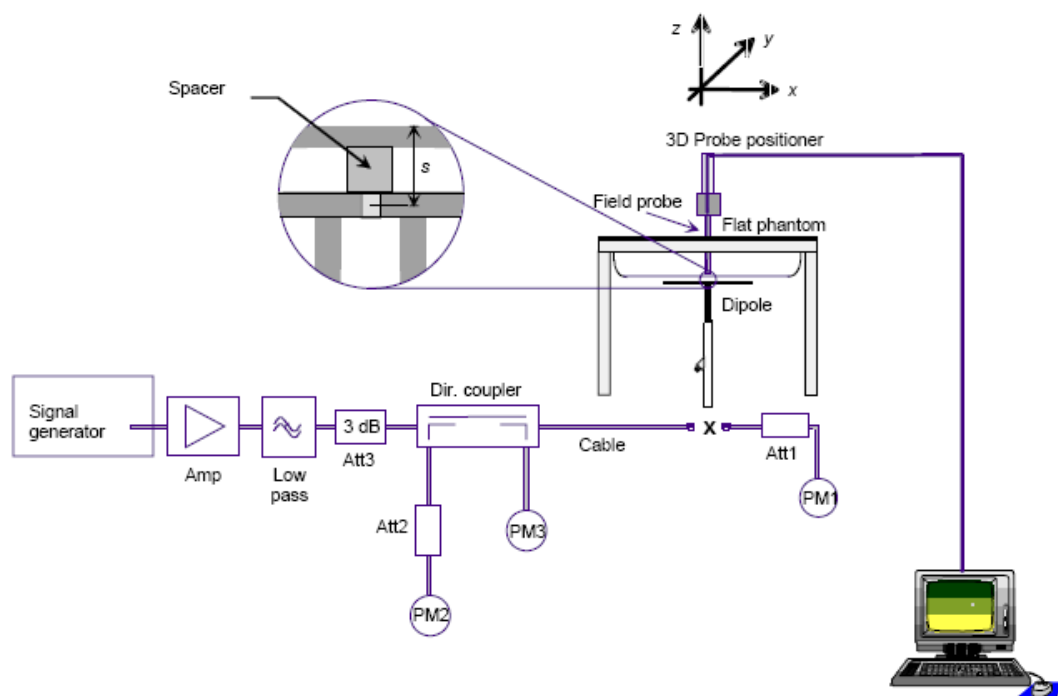 z
y
x
Spacer
s
3D Probe positioner
Field probe
Flat phantom
Dipole
Signal
generator
Amp
Low
pass
3 dB
Att3
Dir. coupler
Cable
X
Att1
PM1
Att2
PM3
PM2